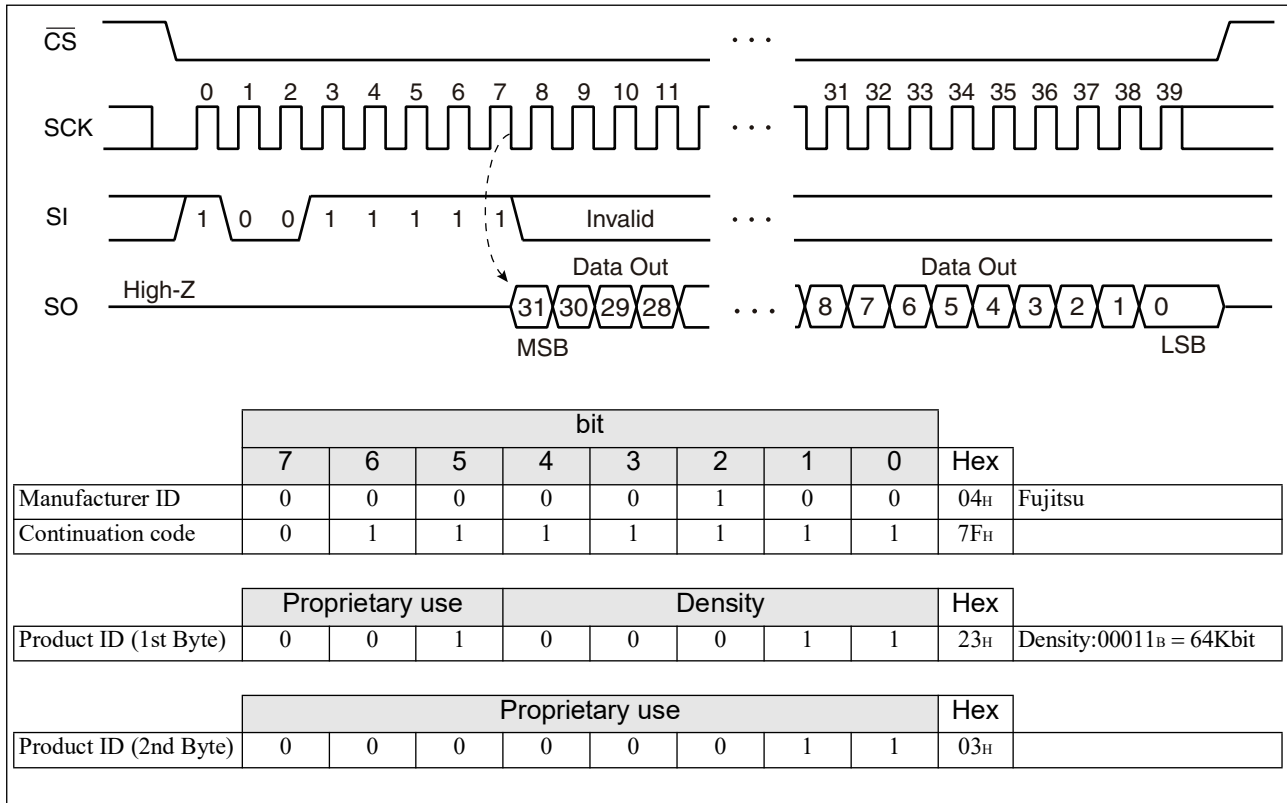 CS
· · ·
0 1 2 3 4 5 6 7 8 9 10 11 31 32 33 34 35 36 37 38 39
SCK · · ·
SI 1 0 0 1 1 1 1 1 Invalid · · ·
Data Out Data Out
High-Z
SO 31 30 29 28 · · · 8 7 6 5 4 3 2 1 0
MSB LSB
bit
7 6 5 4 3 2 1 0 Hex
Manufacturer ID 0 0 0 0 0 1 0 0 04H Fujitsu
Continuation code 0 1 1 1 1 1 1 1 7FH
Proprietary use Density Hex
Product ID (1st Byte) 0 0 1 0 0 0 1 1 23H Density:00011B = 64Kbit
Proprietary use Hex
Product ID (2nd Byte) 0 0 0 0 0 0 1 1 03H